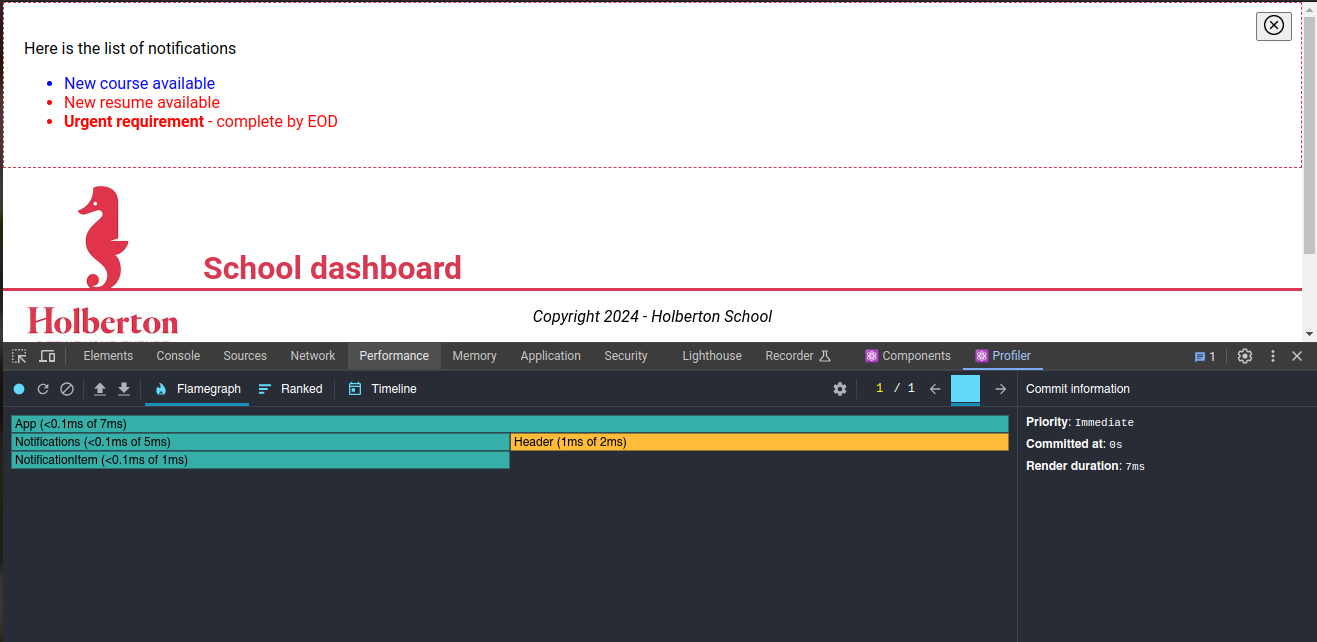 Here is the list of notifications
New course available
New resume available
Urgent requirement - complete by EOD
School dashboard
Holberton
Copyright 2024 - Holberton School
Elements Console Sources Network Performance Memory Application Security Lighthouse Recorder Components Profiler 1
Flamegraph Ranked Timeline 1 / 1 Commit information
App (<0.1ms of 7ms)
Notifications (<0.1ms of 5ms) Header (1ms of 2ms)
NotificationItem (<0.1ms of 1ms)
Priority: Immediate
Committed at: 0s
Render duration: 7ms